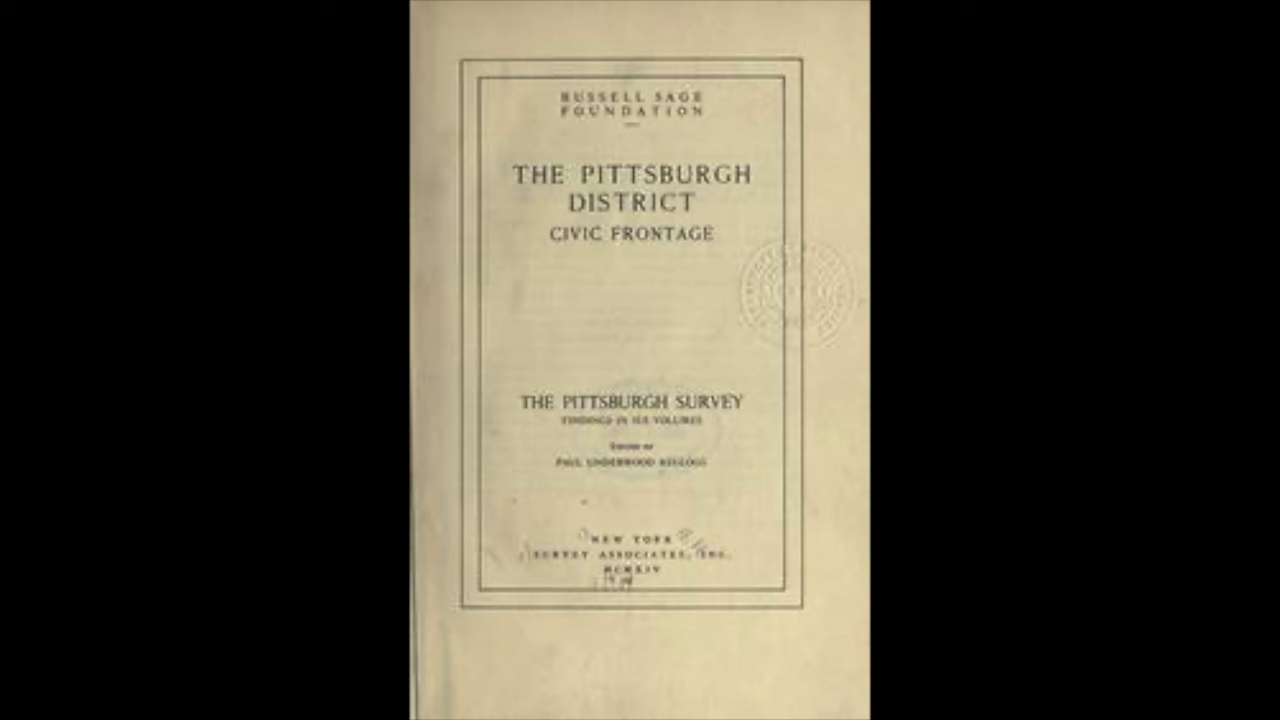 RUSSELL SAGE
FOUNDATION
THE PITTSBURGH
DISTRICT
CIVIC FRONTAGE
THE PITTSBURGH SURVEY
FINDINGS IN SIX VOLUMES
EDITED BY
PAUL UNDERWOOD KELLOGG
NEW YORK
SURVEY ASSOCIATES, INC.
MCMXIV